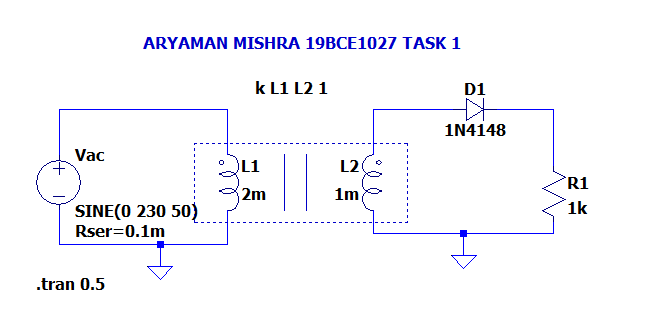 ARYAMAN MISHRA 19BCE1027 TASK 1
k L1 L2 1
D1
1N4148
Vac
L1
L2
2m
1m
R1
1k
SINE(0 230 50)
Rser=0.1m
.tran 0.5